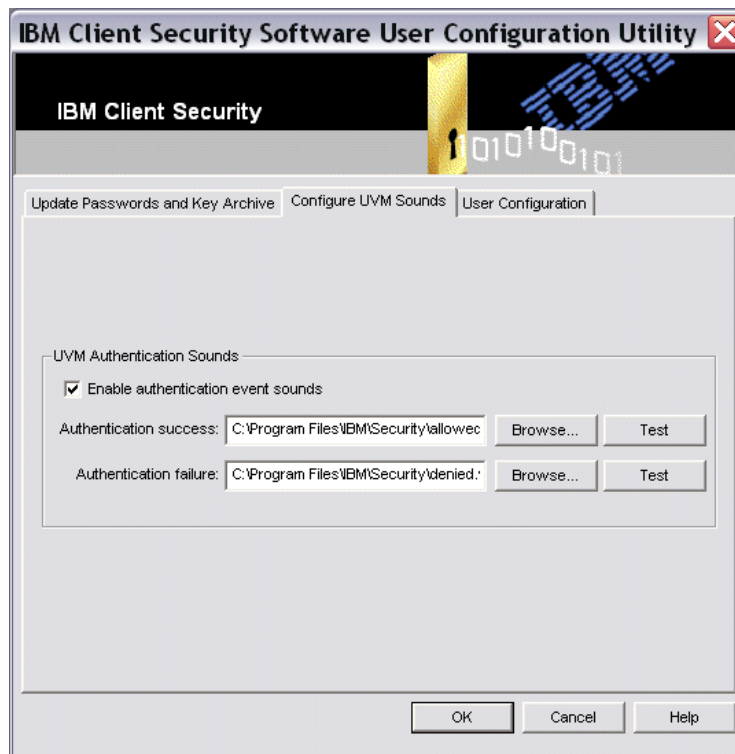 IBM Client Security Software User Configuration Utility
IBM Client Security
IBM
101010010101
Update Passwords and Key Archive Configure UVM Sounds User Configuration
UVM Authentication Sounds
Enable authentication event sounds
Authentication success: C:\Program Files\IBM\Security\allowec Browse... Test
Authentication failure: C:\Program Files\IBM\Security\denied. Browse... Test
OK Cancel Help